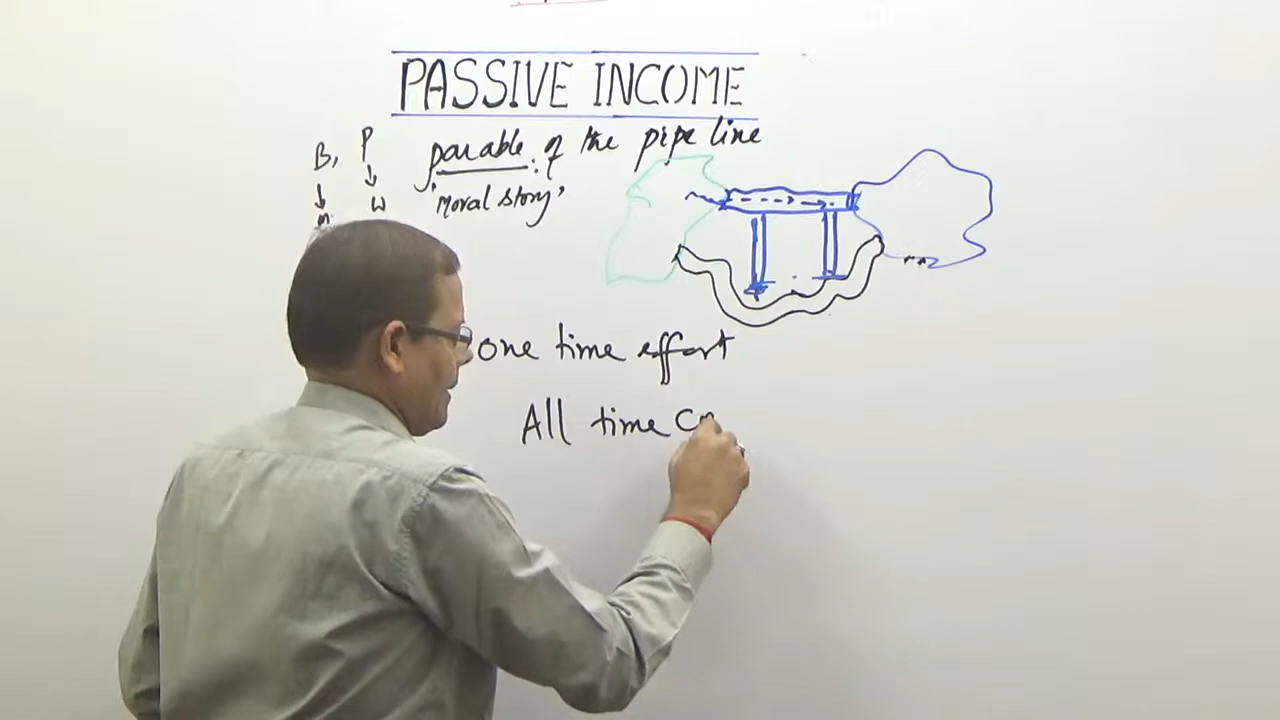 PASSIVE INCOME
parable of the pipe line
'Moral story'
B, P
W
one time effort
All time